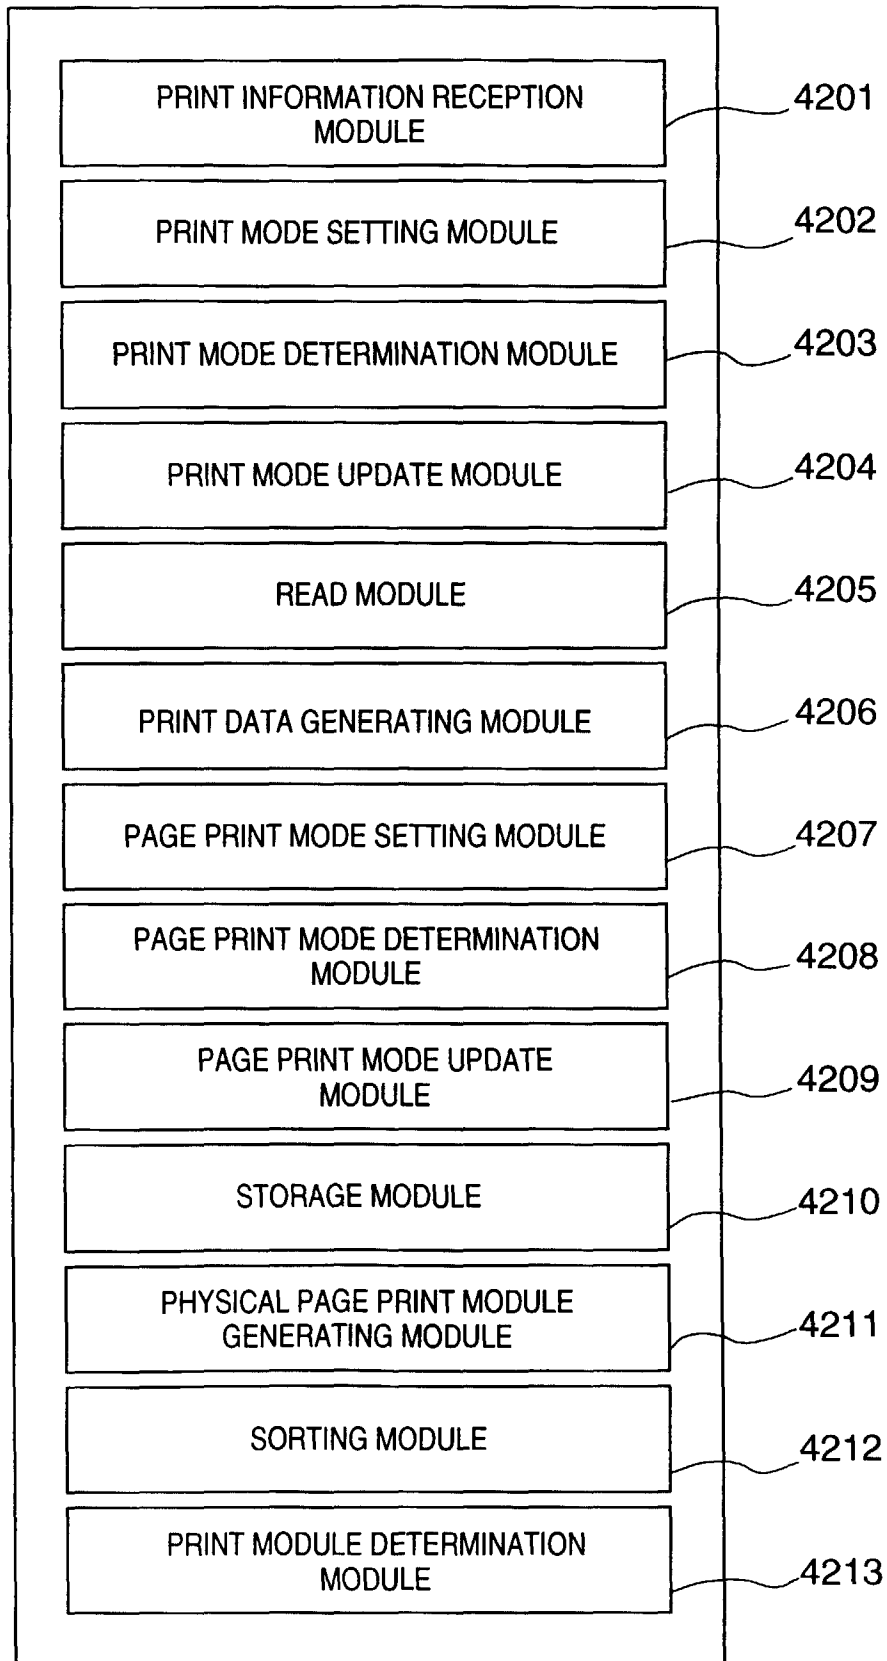 PRINT INFORMATION RECEPTION
MODULE
4201
PRINT MODE SETTING MODULE
4202
PRINT MODE DETERMINATION MODULE
4203
PRINT MODE UPDATE MODULE
4204
READ MODULE
4205
PRINT DATA GENERATING MODULE
4206
PAGE PRINT MODE SETTING MODULE
4207
PAGE PRINT MODE DETERMINATION
MODULE
4208
PAGE PRINT MODE UPDATE
MODULE
4209
STORAGE MODULE
4210
PHYSICAL PAGE PRINT MODULE
GENERATING MODULE
4211
SORTING MODULE
4212
PRINT MODULE DETERMINATION
MODULE
4213